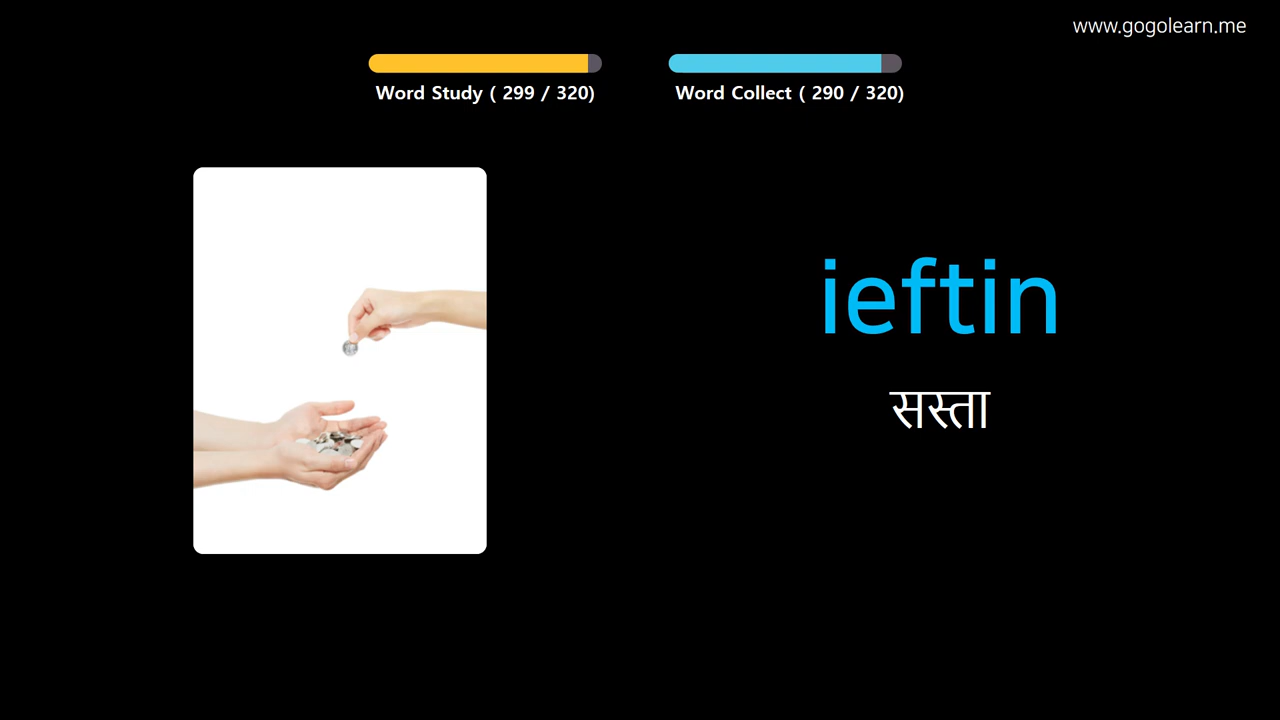 www.gogolearn.me
Word Study ( 299 / 320)
Word Collect ( 290 / 320)
ieftin
सस्ता